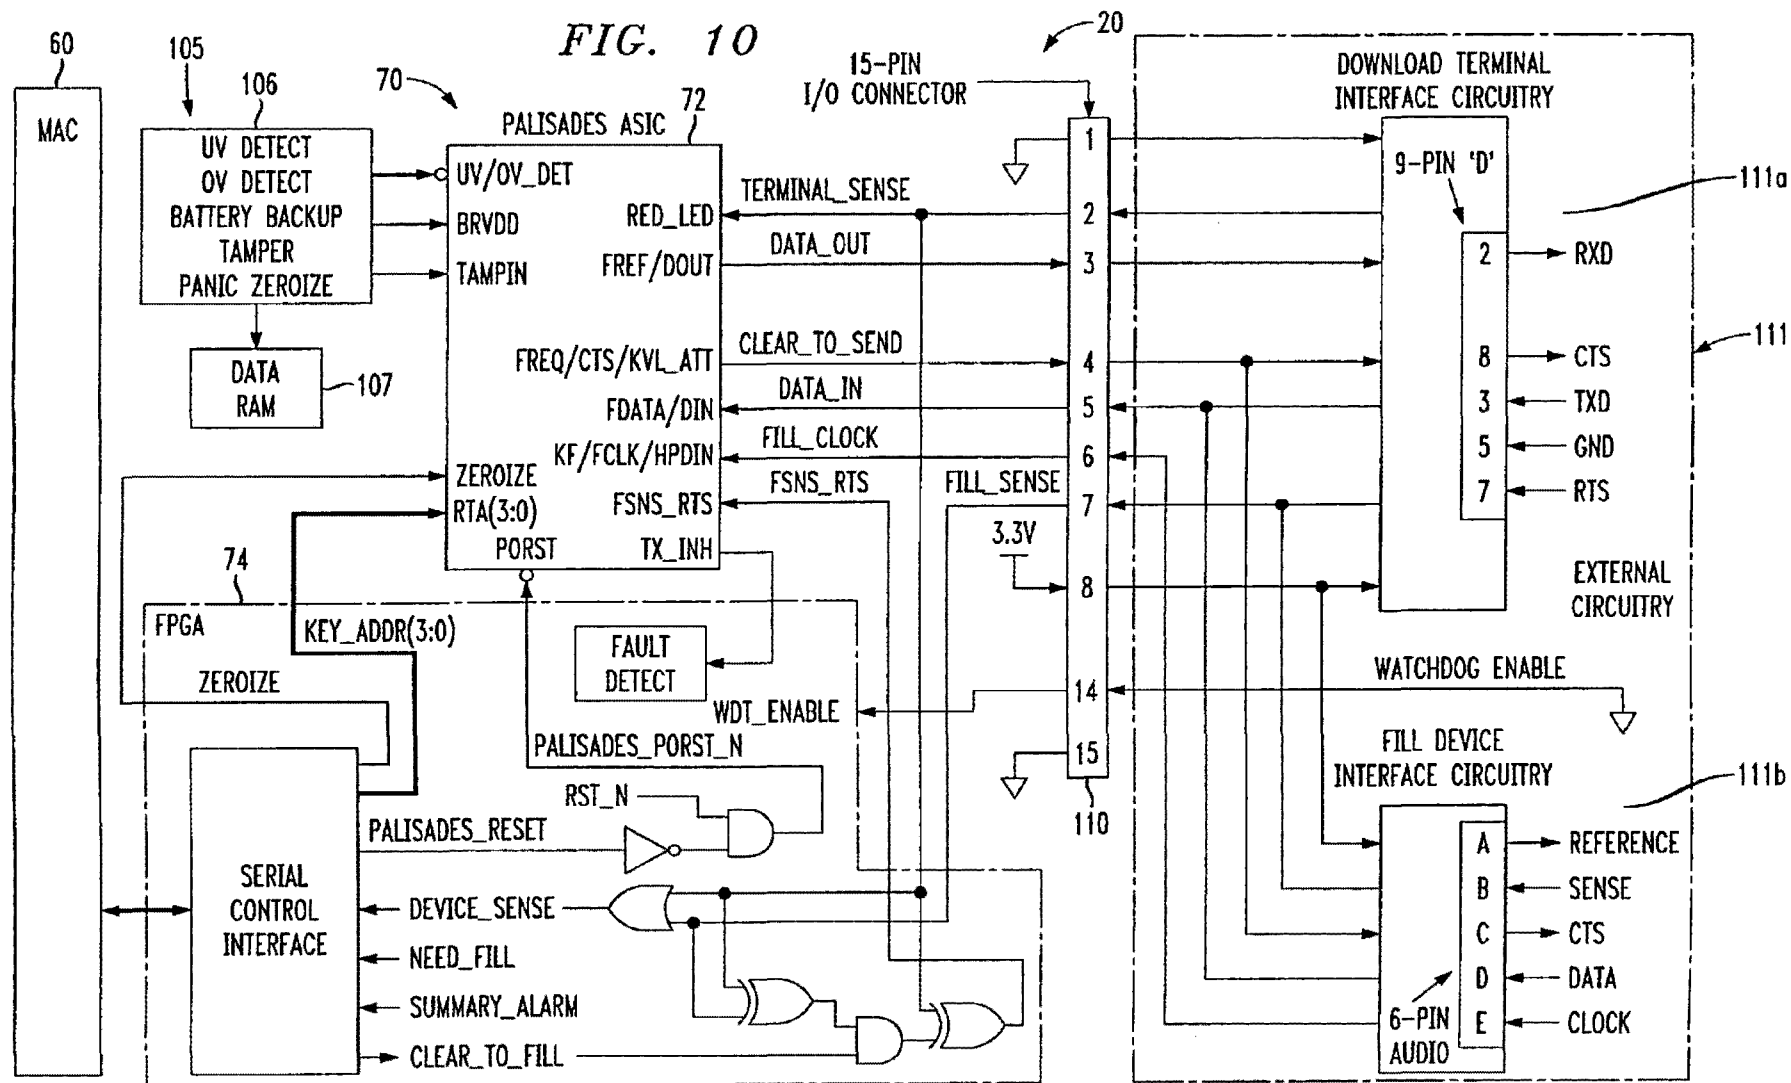 FIG. 10
60
MAC
105
106
UV DETECT
OV DETECT
BATTERY BACKUP
TAMPER
PANIC ZEROIZE
DATA
RAM
107
70
72
PALISADES ASIC
UV/OV_DET
BRVDD
TAMPIN
ZEROIZE
RTA(3:0)
PORST
RED_LED
FREF/DOUT
FREQ/CTS/KVL_ATT
FDATA/DIN
KF/FCLK/HPDIN
FSNS_RTS
TX_INH
TERMINAL_SENSE
DATA_OUT
CLEAR_TO_SEND
DATA_IN
FILL_CLOCK
FSNS_RTS
FILL_SENSE
3.3V
20
15-PIN
I/O CONNECTOR
1
2
3
4
5
6
7
8
14
15
110
DOWNLOAD TERMINAL
INTERFACE CIRCUITRY
9-PIN 'D'
111a
2 RXD
8 CTS
3 TXD
5 GND
7 RTS
111
EXTERNAL
CIRCUITRY
WATCHDOG ENABLE
FILL DEVICE
INTERFACE CIRCUITRY
111b
A REFERENCE
B SENSE
C CTS
D DATA
E CLOCK
6-PIN
AUDIO
74
FPGA
KEY_ADDR(3:0)
ZEROIZE
FAULT
DETECT
WDT_ENABLE
PALISADES_PORST_N
RST_N
PALISADES_RESET
SERIAL
CONTROL
INTERFACE
DEVICE_SENSE
NEED_FILL
SUMMARY_ALARM
CLEAR_TO_FILL